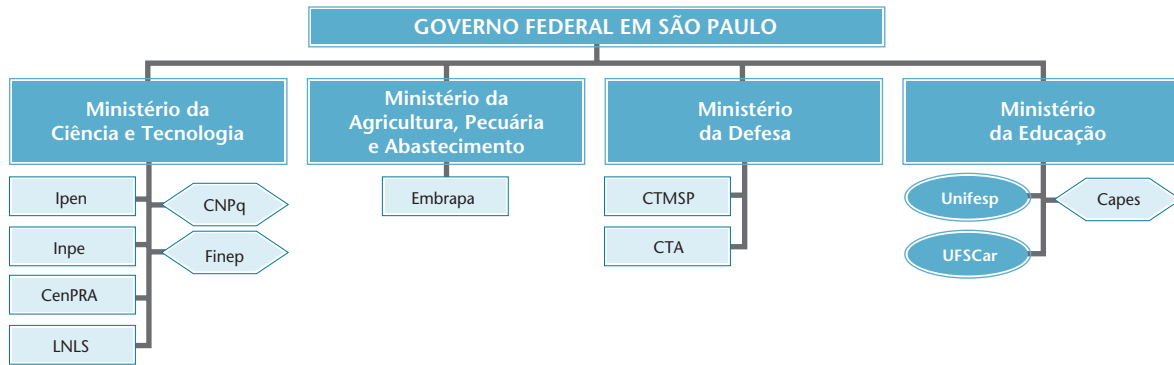 GOVERNO FEDERAL EM SÃO PAULO
Ministério da
Ciência e Tecnologia
Ministério da
Agricultura, Pecuária
e Abastecimento
Ministério
da Defesa
Ministério
da Educação
Ipen
CNPq
Inpe
Finep
CenPRA
LNLS
Embrapa
CTMSP
CTA
Unifesp
Capes
UFSCar